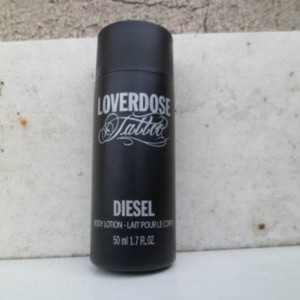 LOVERDOSE
Tattoo
DIESEL
BODY LOTION - LAIT POUR LE CORPS
50 ml 1.7 FL.OZ.